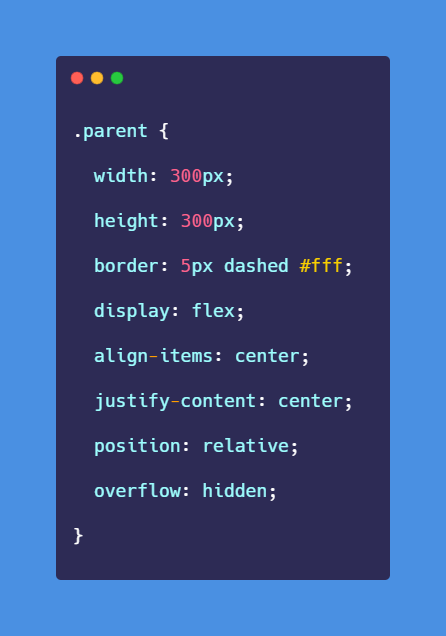 .parent {
width: 300px;
height: 300px;
border: 5px dashed #fff;
display: flex;
align-items: center;
justify-content: center;
position: relative;
overflow: hidden;
}